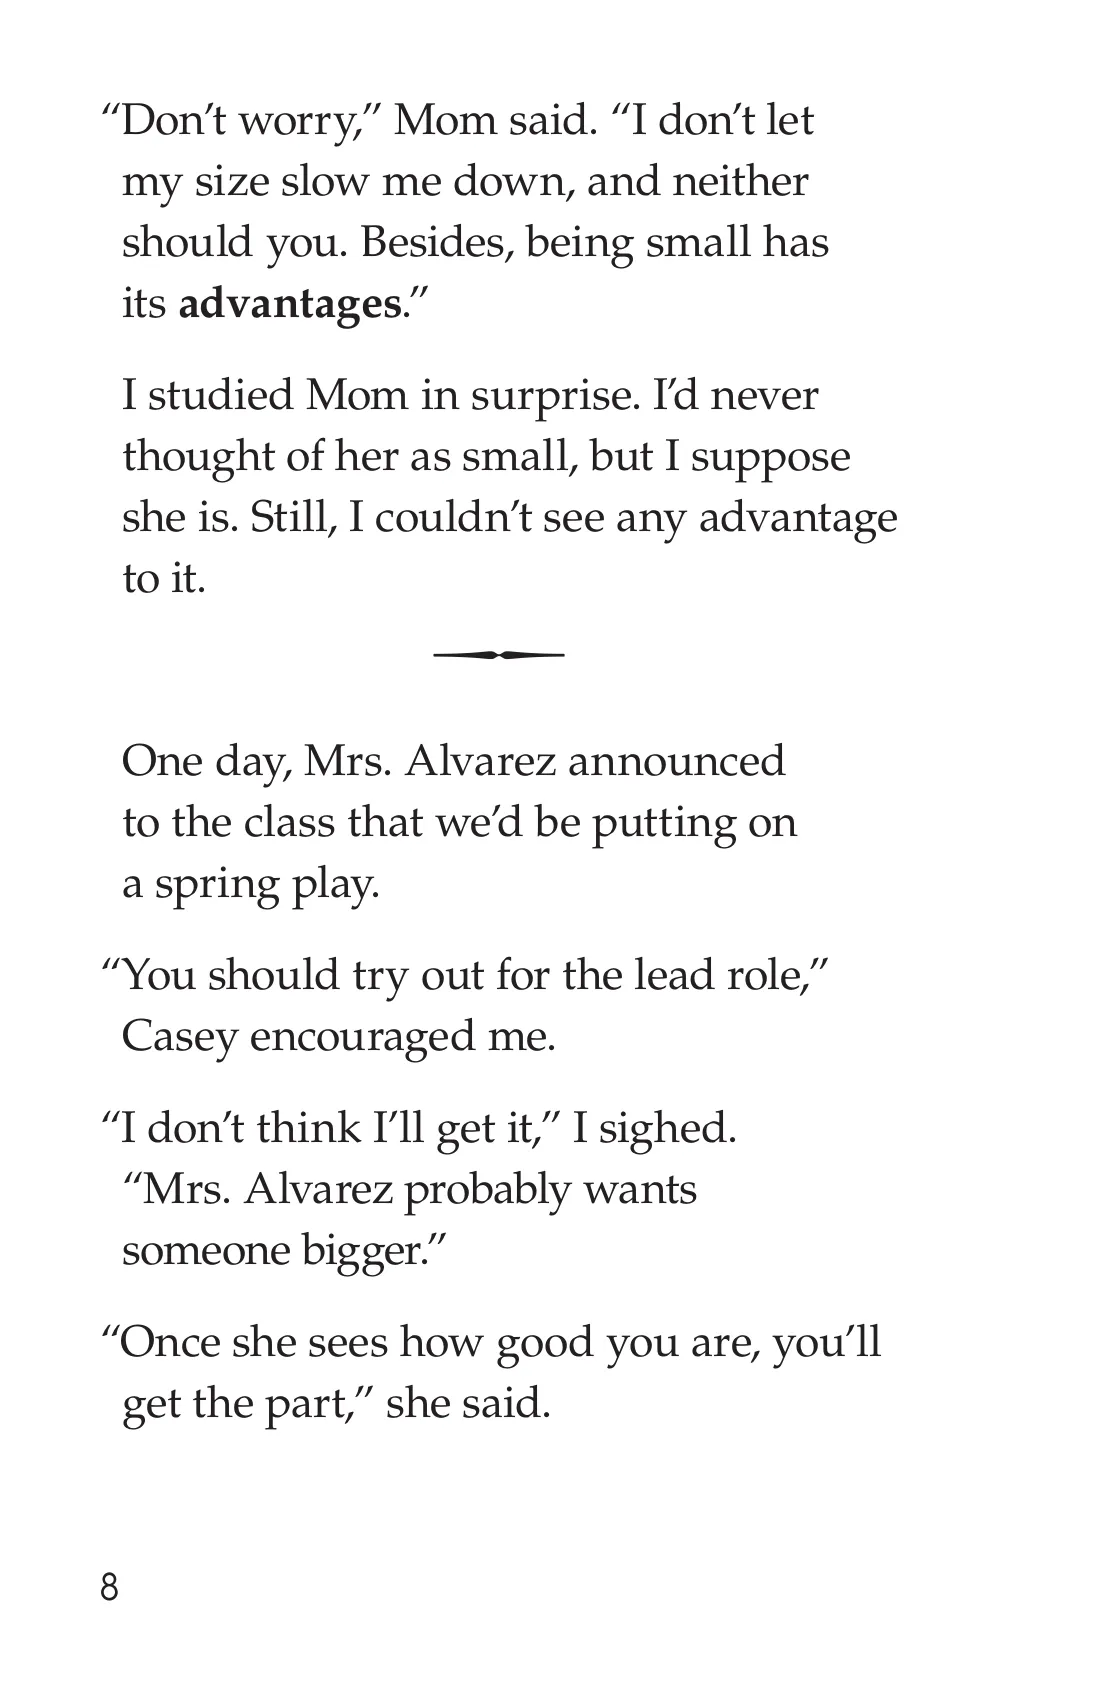 “Don’t worry,” Mom said. “I don’t let
my size slow me down, and neither
should you. Besides, being small has
its advantages.”
I studied Mom in surprise. I’d never
thought of her as small, but I suppose
she is. Still, I couldn’t see any advantage
to it.
One day, Mrs. Alvarez announced
to the class that we’d be putting on
a spring play.
“You should try out for the lead role,”
Casey encouraged me.
“I don’t think I’ll get it,” I sighed.
“Mrs. Alvarez probably wants
someone bigger.”
“Once she sees how good you are, you’ll
get the part,” she said.
8